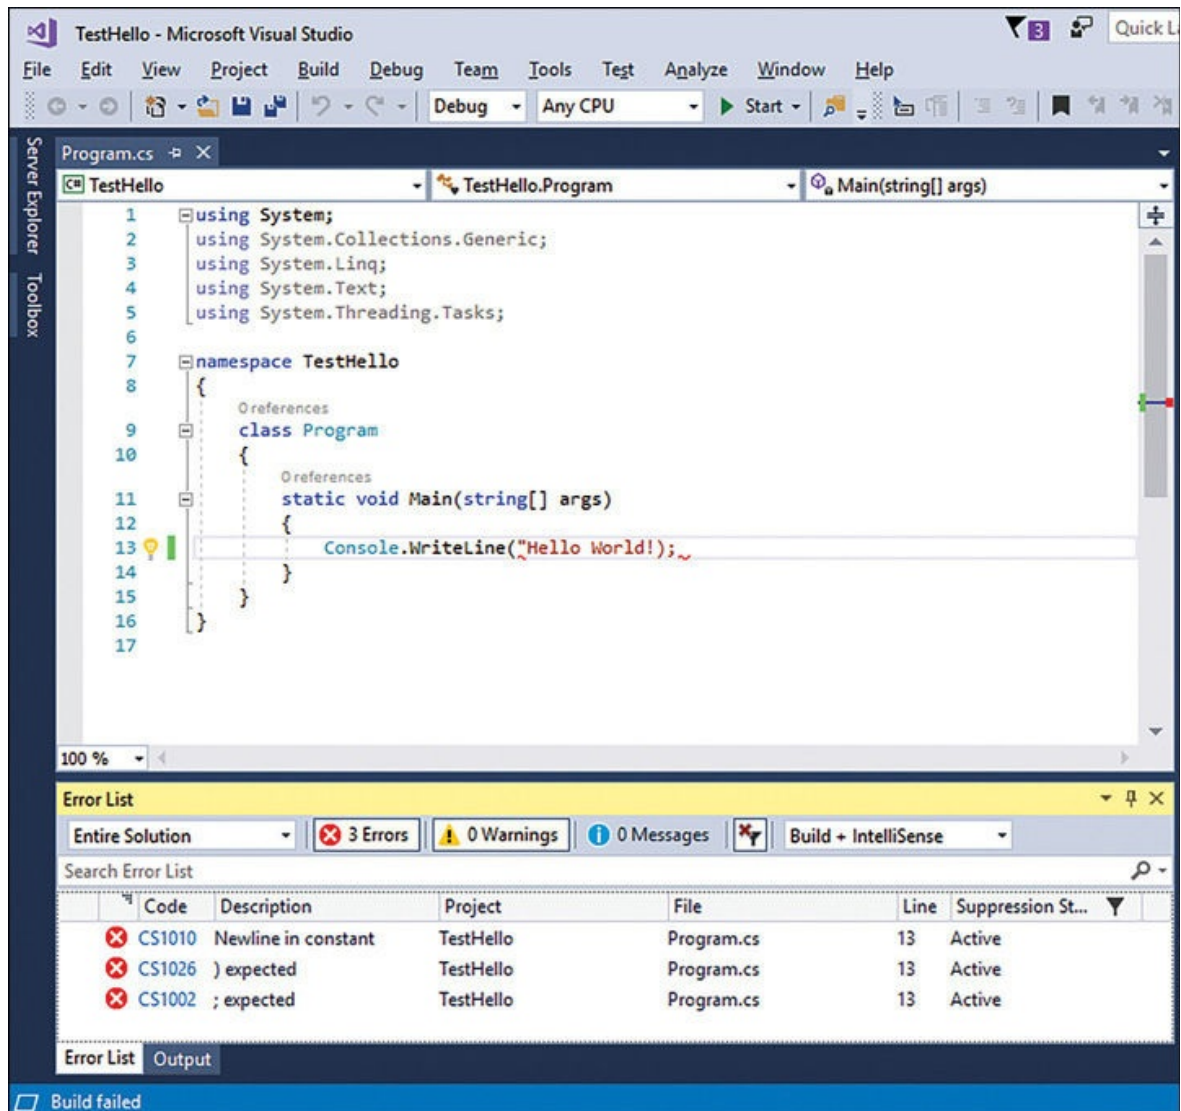 TestHello - Microsoft Visual Studio
3
Quick L
File Edit View Project Build Debug Team Tools Test Analyze Window Help
Debug Any CPU Start
Server Explorer
Toolbox
Program.cs
C# TestHello TestHello.Program Main(string[] args)
1 using System;
2 using System.Collections.Generic;
3 using System.Linq;
4 using System.Text;
5 using System.Threading.Tasks;
6
7 namespace TestHello
8 {
0 references
9 class Program
10 {
0 references
11 static void Main(string[] args)
12 {
13 Console.WriteLine("Hello World!);
14 }
15 }
16 }
17
100 %
Error List
Entire Solution 3 Errors 0 Warnings 0 Messages Build + IntelliSense
Search Error List
Code Description Project File Line Suppression St...
CS1010 Newline in constant TestHello Program.cs 13 Active
CS1026 ) expected TestHello Program.cs 13 Active
CS1002 ; expected TestHello Program.cs 13 Active
Error List Output
Build failed